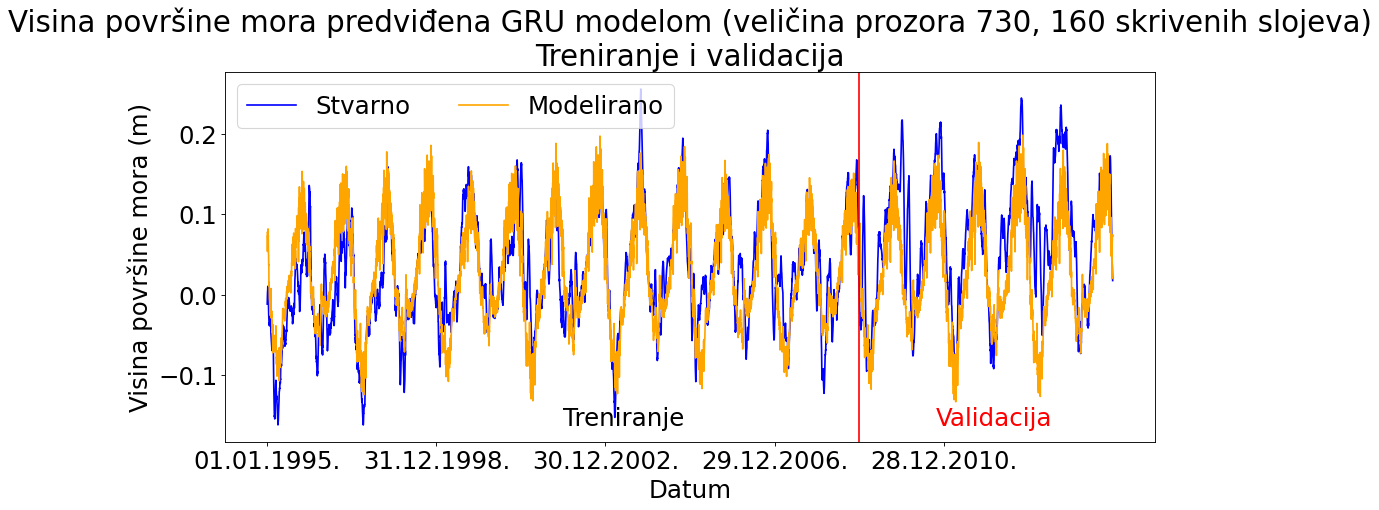 Visina površine mora predviđena GRU modelom (veličina prozora 730, 160 skrivenih slojeva)
Treniranje i validacija
Stvarno
Modelirano
Visina površine mora (m)
0.2
0.1
0.0
−0.1
Treniranje
Validacija
01.01.1995.
31.12.1998.
30.12.2002.
29.12.2006.
28.12.2010.
Datum